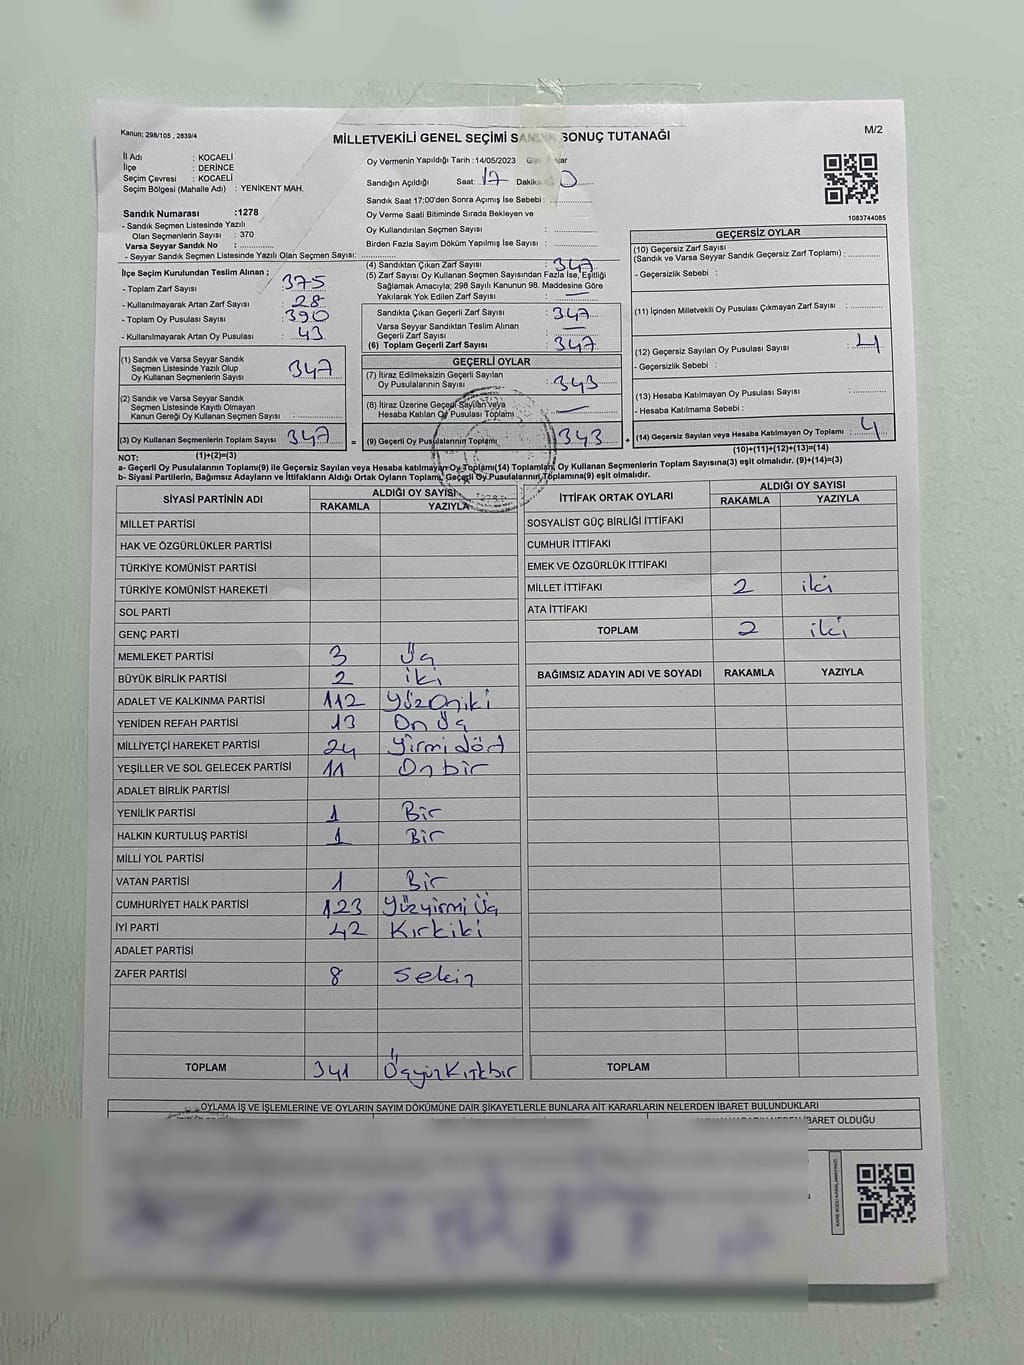 Kanun; 298/105 , 2839/4
MİLLETVEKİLİ GENEL SEÇİMİ SANDIK SONUÇ TUTANAĞI
M/2
İl Adı : KOCAELİ
İlçe : DERİNCE
Seçim Çevresi : KOCAELİ
Seçim Bölgesi (Mahalle Adı) : YENİKENT MAH.
Sandık Numarası :1278
- Sandık Seçmen Listesinde Yazılı
Olan Seçmenlerin Sayısı : 370
Varsa Seyyar Sandık No : ..............
- Seyyar Sandık Seçmen Listesinde Yazılı Olan Seçmen Sayısı: ..............
İlçe Seçim Kurulundan Teslim Alınan ;
- Toplam Zarf Sayısı : 375
- Kullanılmayarak Artan Zarf Sayısı : 28
- Toplam Oy Pusulası Sayısı : 390
- Kullanılmayarak Artan Oy Pusulası : 43
(1) Sandık ve Varsa Seyyar Sandık
Seçmen Listesinde Yazılı Olup
Oy Kullanan Seçmenlerin Sayısı : 347
(2) Sandık ve Varsa Seyyar Sandık
Seçmen Listesinde Kayıtlı Olmayan
Kanun Gereği Oy Kullanan Seçmen Sayısı : ..............
(3) Oy Kullanan Seçmenlerin Toplam Sayısı : 347 =
(1)+(2)=(3)
Oy Vermenin Yapıldığı Tarih :14/05/2023
Sandığın Açıldığı Saat: 17 Dakika: 0
Sandık Saat 17:00'den Sonra Açımış İse Sebebi : ..............
Oy Verme Saati Bitiminde Sırada Bekleyen ve
Oy Kullandırılan Seçmen Sayısı : ..............
Birden Fazla Sayım Döküm Yapılmış İse Sayısı : ..............
(4) Sandıktan Çıkan Zarf Sayısı : 347
(5) Zarf Sayısı Oy Kullanan Seçmen Sayısından Fazla İse, Eşitliği
Sağlamak Amacıyla; 298 Sayılı Kanunun 98. Maddesine Göre
Yakılarak Yok Edilen Zarf Sayısı : —
Sandıkta Çıkan Geçerli Zarf Sayısı : 347
Varsa Seyyar Sandıktan Teslim Alınan
Geçerli Zarf Sayısı : —
(6) Toplam Geçerli Zarf Sayısı : 347
GEÇERLİ OYLAR
(7) İtiraz Edilmeksizin Geçerli Sayılan
Oy Pusulalarının Sayısı : 343
(8) İtiraz Üzerine Geçerli Sayılan veya
Hesaba Katılan Oy Pusulası Toplamı : —
(9) Geçerli Oy Pusulalarının Toplamı : 343 +
1083744085
GEÇERSİZ OYLAR
(10) Geçersiz Zarf Sayısı
(Sandık ve Varsa Seyyar Sandık Geçersiz Zarf Toplamı) : ..............
- Geçersizlik Sebebi :
(11) İçinden Milletvekili Oy Pusulası Çıkmayan Zarf Sayısı : ..............
(12) Geçersiz Sayılan Oy Pusulası Sayısı : 4
- Geçersizlik Sebebi :
(13) Hesaba Katılmayan Oy Pusulası Sayısı : ..............
- Hesaba Katılmama Sebebi :
(14) Geçersiz Sayılan veya Hesaba Katılmayan Oy Toplamı : 4
(10)+(11)+(12)+(13)=(14)
NOT:
a- Geçerli Oy Pusulalarının Toplamı(9) ile Geçersiz Sayılan veya Hesaba katılmayan Oy Toplamı(14) Toplamları, Oy Kullanan Seçmenlerin Toplam Sayısına(3) eşit olmalıdır. (9)+(14)=(3)
b- Siyasi Partilerin, Bağımsız Adayların ve İttifakların Aldığı Ortak Oyların Toplamı, Geçerli Oy Pusulalarının Toplamına(9) eşit olmalıdır.
SİYASİ PARTİNİN ADI ALDIĞI OY SAYISI
RAKAMLA YAZIYLA
MİLLET PARTİSİ
HAK VE ÖZGÜRLÜKLER PARTİSİ
TÜRKİYE KOMÜNİST PARTİSİ
TÜRKİYE KOMÜNİST HAREKETİ
SOL PARTİ
GENÇ PARTİ
MEMLEKET PARTİSİ 3 Üç
BÜYÜK BİRLİK PARTİSİ 2 iki
ADALET VE KALKINMA PARTİSİ 112 YüzOniki
YENİDEN REFAH PARTİSİ 13 On Üç
MİLLİYETÇİ HAREKET PARTİSİ 24 Yirmi dört
YEŞİLLER VE SOL GELECEK PARTİSİ 11 On bir
ADALET BİRLİK PARTİSİ
YENİLİK PARTİSİ 1 Bir
HALKIN KURTULUŞ PARTİSİ 1 Bir
MİLLİ YOL PARTİSİ
VATAN PARTİSİ 1 Bir
CUMHURİYET HALK PARTİSİ 123 Yüzyirmi Üç
İYİ PARTİ 42 Kırkiki
ADALET PARTİSİ
ZAFER PARTİSİ 8 Sekiz
TOPLAM 341 ÜçyüzKırkbir
İTTİFAK ORTAK OYLARI ALDIĞI OY SAYISI
RAKAMLA YAZIYLA
SOSYALİST GÜÇ BİRLİĞİ İTTİFAKI
CUMHUR İTTİFAKI
EMEK VE ÖZGÜRLÜK İTTİFAKI
MİLLET İTTİFAKI 2 iki
ATA İTTİFAKI
TOPLAM 2 iki
BAĞIMSIZ ADAYIN ADI VE SOYADI RAKAMLA YAZIYLA
TOPLAM
OYLAMA İŞ VE İŞLEMLERİNE VE OYLARIN SAYIM DÖKÜMÜNE DAİR ŞİKAYETLERLE BUNLARA AİT KARARLARIN NELERDEN İBARET BULUNDUKLARI
İBARET OLDUĞU